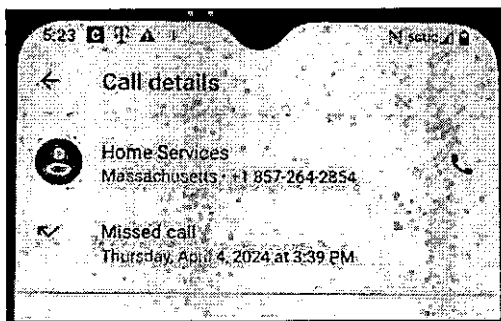 5:23
Call details
Home Services
Massachusetts • +1 857-264-2854
Missed call
Thursday, April 4, 2024 at 3:39 PM